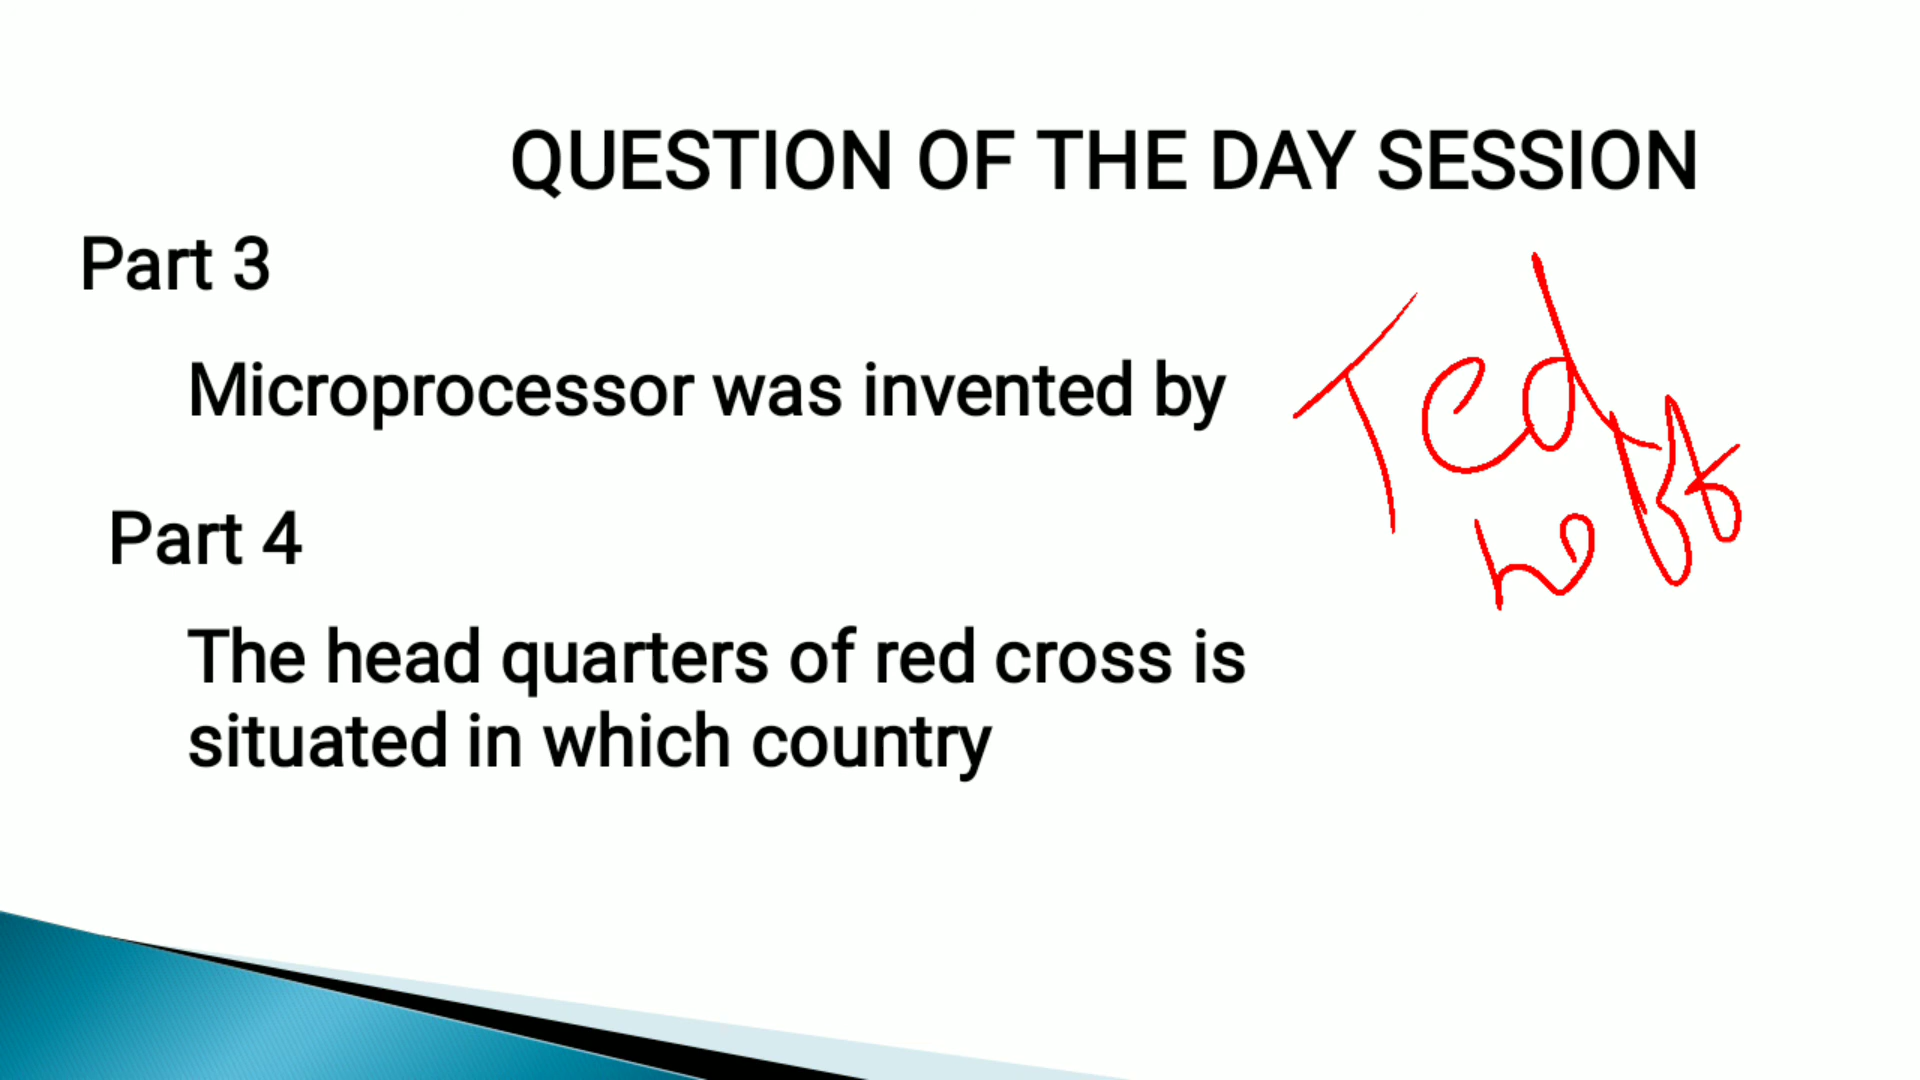 QUESTION OF THE DAY SESSION
Part 3
Microprocessor was invented by
Ted
Part 4
The head quarters of red cross is
situated in which country